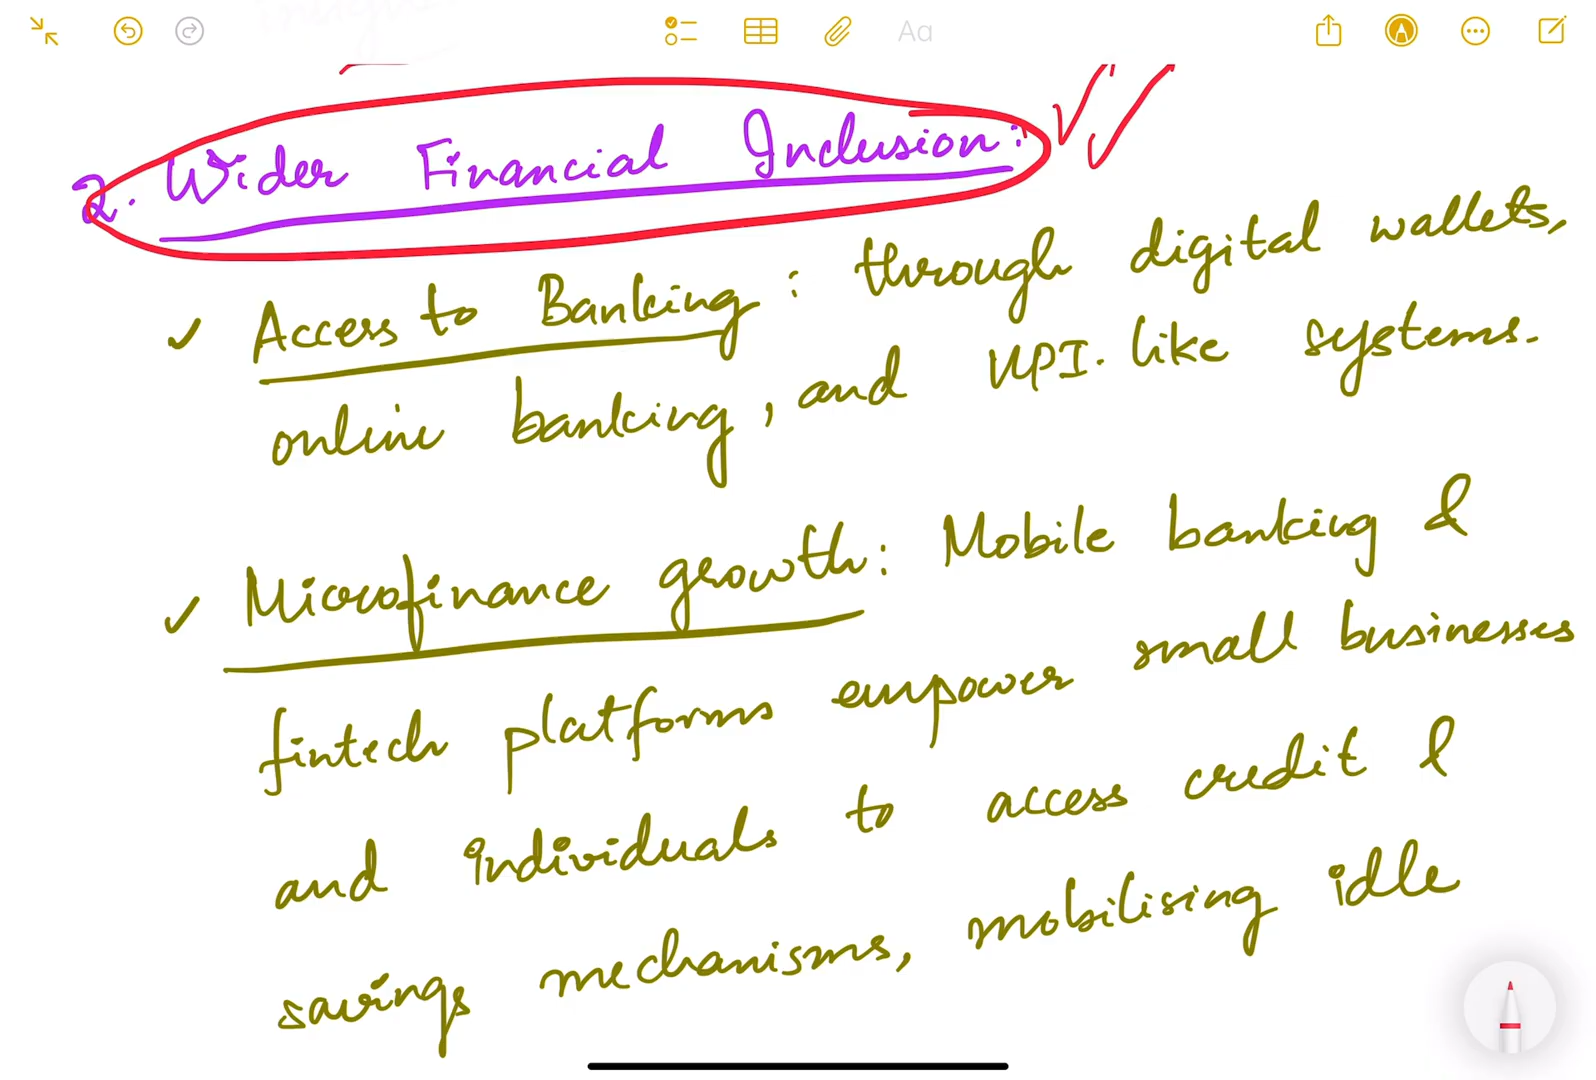 Aa
2. Wider Financial Inclusion:
✓ Access to Banking: through digital wallets,
online banking, and UPI. like systems.
✓ Microfinance growth: Mobile banking &
fintech platforms empower small businesses
and individuals to access credit &
savings mechanisms, mobilising idle